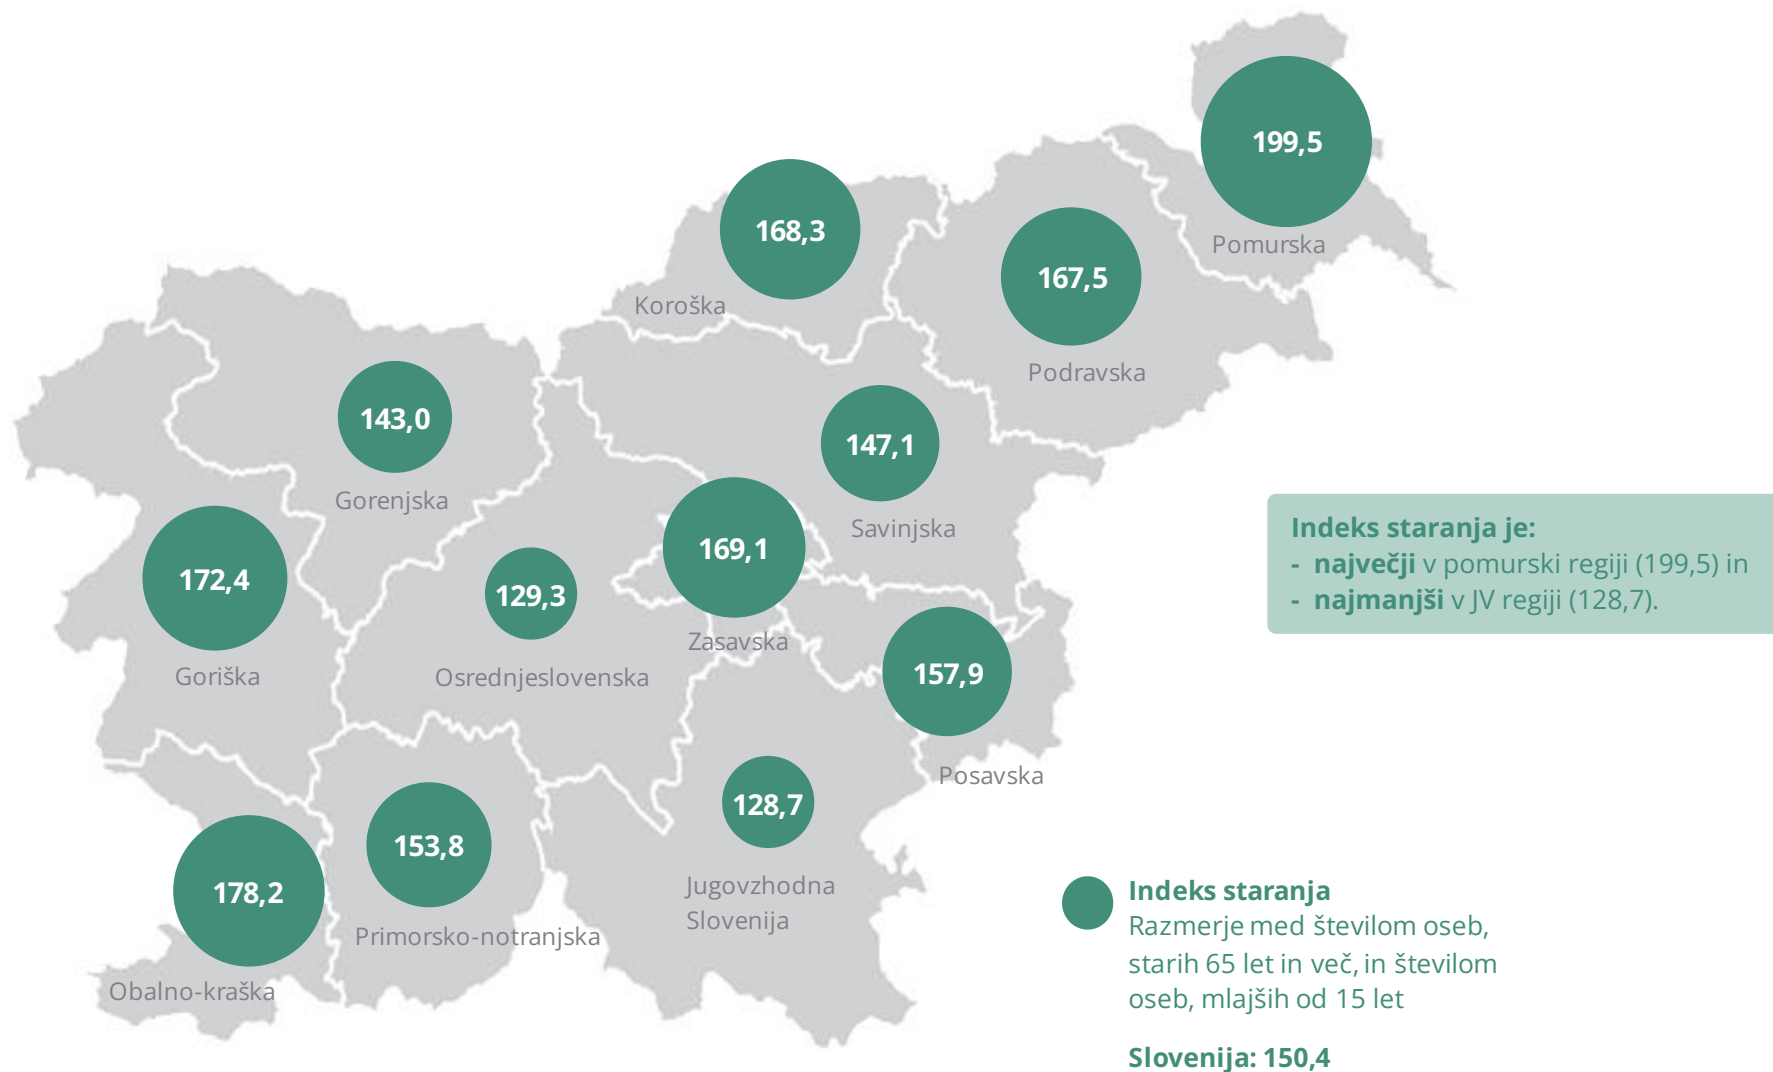 199,5
Pomurska
168,3
Koroška
167,5
Podravska
143,0
Gorenjska
147,1
Savinjska
172,4
Goriška
129,3
Osrednjeslovenska
169,1
Zasavska
157,9
Posavska
178,2
Obalno-kraška
153,8
Primorsko-notranjska
128,7
Jugovzhodna
Slovenija
Indeks staranja je:
- največji v pomurski regiji (199,5) in
- najmanjši v JV regiji (128,7).
Indeks staranja
Razmerje med številom oseb,
starih 65 let in več, in številom
oseb, mlajših od 15 let
Slovenija: 150,4